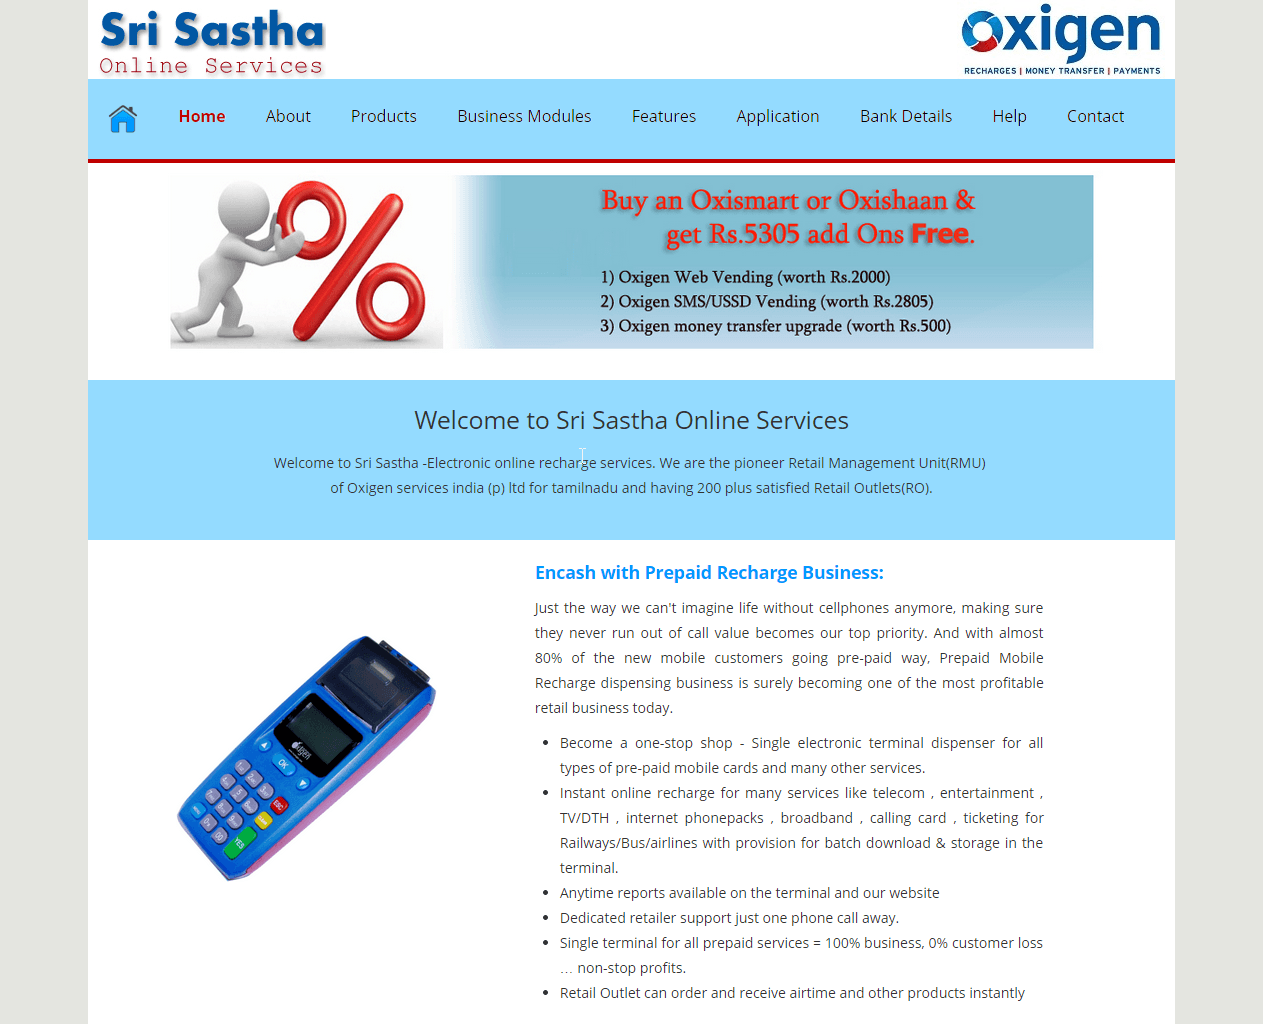 Sri Sastha
Online Services
Oxigen
RECHARGES | MONEY TRANSFER | PAYMENTS
Home About Products Business Modules Features Application Bank Details Help Contact
Buy an Oxismart or Oxishaan &
get Rs.5305 add Ons Free.
1) Oxigen Web Vending (worth Rs.2000)
2) Oxigen SMS/USSD Vending (worth Rs.2805)
3) Oxigen money transfer upgrade (worth Rs.500)
Welcome to Sri Sastha Online Services
Welcome to Sri Sastha -Electronic online recharge services. We are the pioneer Retail Management Unit(RMU)
of Oxigen services india (p) ltd for tamilnadu and having 200 plus satisfied Retail Outlets(RO).
Encash with Prepaid Recharge Business:
Just the way we can't imagine life without cellphones anymore, making sure
they never run out of call value becomes our top priority. And with almost
80% of the new mobile customers going pre-paid way, Prepaid Mobile
Recharge dispensing business is surely becoming one of the most profitable
retail business today.
• Become a one-stop shop - Single electronic terminal dispenser for all
types of pre-paid mobile cards and many other services.
• Instant online recharge for many services like telecom , entertainment ,
TV/DTH , internet phonepacks , broadband , calling card , ticketing for
Railways/Bus/airlines with provision for batch download & storage in the
terminal.
• Anytime reports available on the terminal and our website
• Dedicated retailer support just one phone call away.
• Single terminal for all prepaid services = 100% business, 0% customer loss
… non-stop profits.
• Retail Outlet can order and receive airtime and other products instantly
OXIGEN
OK
ESC
YES